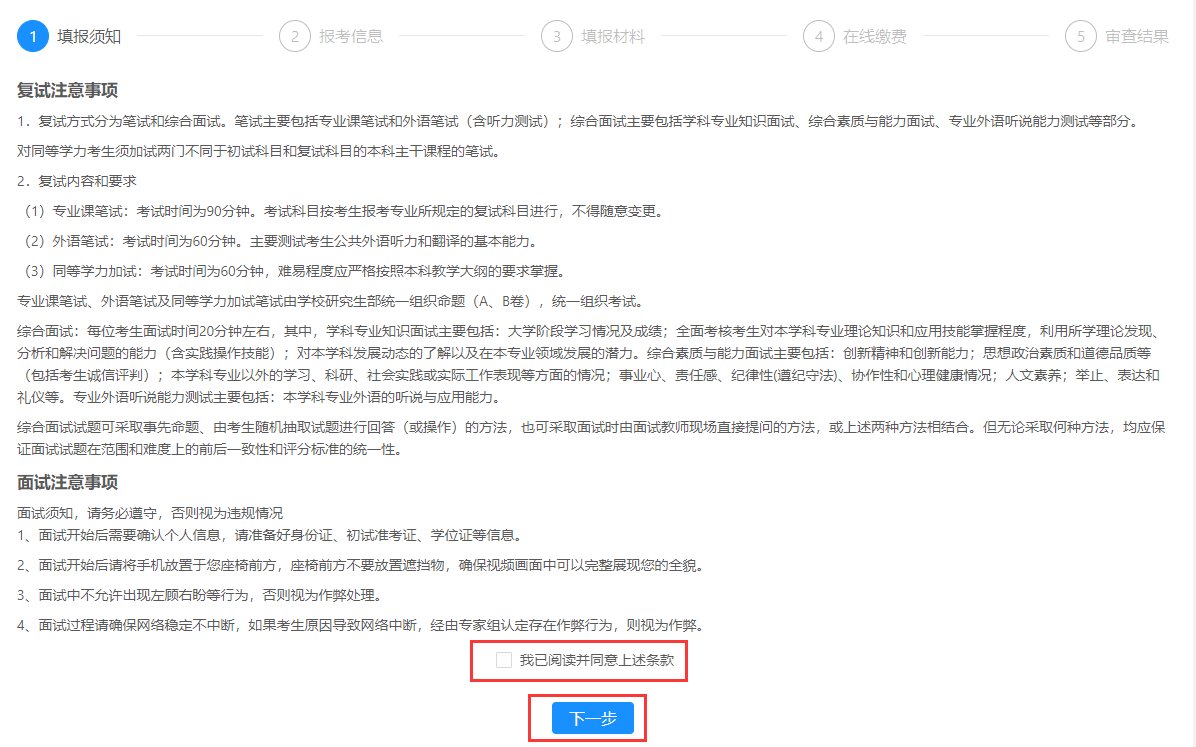 1 填报须知 2 报考信息 3 填报材料 4 在线缴费 5 审查结果
复试注意事项
1．复试方式分为笔试和综合面试。笔试主要包括专业课笔试和外语笔试（含听力测试）；综合面试主要包括学科专业知识面试、综合素质与能力面试、专业外语听说能力测试等部分。
对同等学力考生须加试两门不同于初试科目和复试科目的本科主干课程的笔试。
2．复试内容和要求
（1）专业课笔试：考试时间为90分钟。考试科目按考生报考专业所规定的复试科目进行，不得随意变更。
（2）外语笔试：考试时间为60分钟。主要测试考生公共外语听力和翻译的基本能力。
（3）同等学力加试：考试时间为60分钟，难易程度应严格按照本科教学大纲的要求掌握。
专业课笔试、外语笔试及同等学力加试笔试由学校研究生部统一组织命题（A、B卷），统一组织考试。
综合面试：每位考生面试时间20分钟左右，其中，学科专业知识面试主要包括：大学阶段学习情况及成绩；全面考核考生对本学科专业理论知识和应用技能掌握程度，利用所学理论发现、
分析和解决问题的能力（含实践操作技能）；对本学科发展动态的了解以及在本专业领域发展的潜力。综合素质与能力面试主要包括：创新精神和创新能力；思想政治素质和道德品质等
（包括考生诚信评判）；本学科专业以外的学习、科研、社会实践或实际工作表现等方面的情况；事业心、责任感、纪律性(遵纪守法)、协作性和心理健康情况；人文素养；举止、表达和
礼仪等。专业外语听说能力测试主要包括：本学科专业外语的听说与应用能力。
综合面试试题可采取事先命题、由考生随机抽取试题进行回答（或操作）的方法，也可采取面试时由面试教师现场直接提问的方法，或上述两种方法相结合。但无论采取何种方法，均应保
证面试试题在范围和难度上的前后一致性和评分标准的统一性。
面试注意事项
面试须知，请务必遵守，否则视为违规情况
1、面试开始后需要确认个人信息，请准备好身份证、初试准考证、学位证等信息。
2、面试开始后请将手机放置于您座椅前方，座椅前方不要放置遮挡物，确保视频画面中可以完整展现您的全貌。
3、面试中不允许出现左顾右盼等行为，否则视为作弊处理。
4、面试过程请确保网络稳定不中断，如果考生原因导致网络中断，经由专家组认定存在作弊行为，则视为作弊。
我已阅读并同意上述条款
下一步